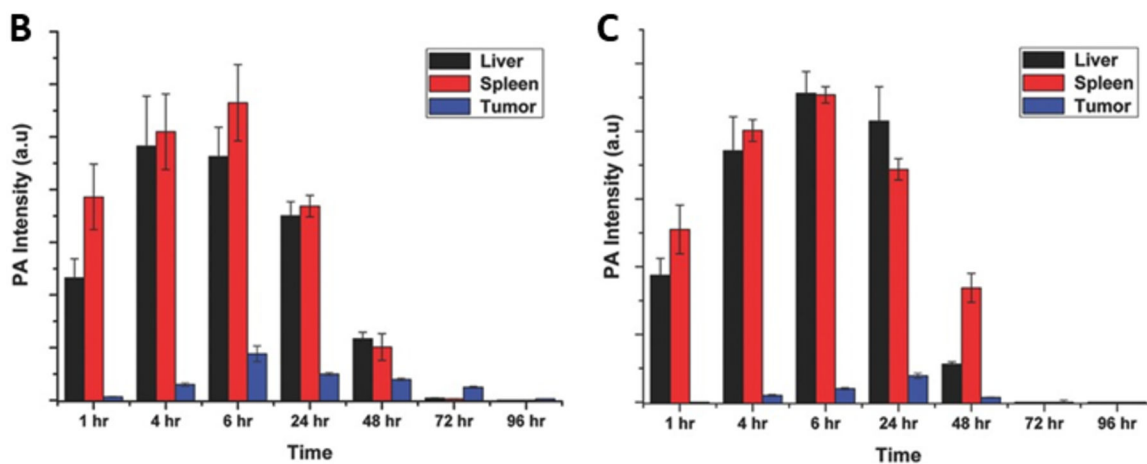 B
PA Intensity (a.u)
Liver
Spleen
Tumor
1 hr 4 hr 6 hr 24 hr 48 hr 72 hr 96 hr
Time
C
PA Intensity (a.u)
Liver
Spleen
Tumor
1 hr 4 hr 6 hr 24 hr 48 hr 72 hr 96 hr
Time